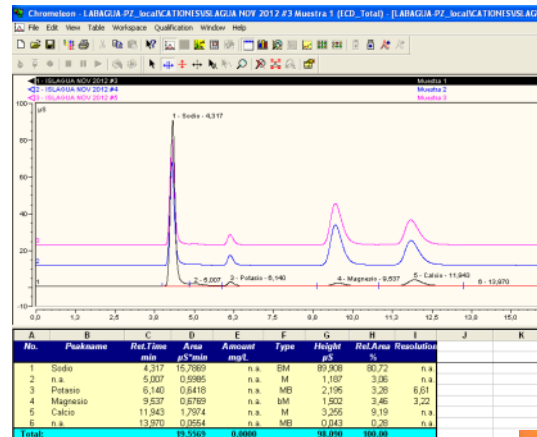 Chromeleon - LABAGUA-PZ_local\CATIONES\ISLAGUA NOV 2012 #3 Muestra 1 (ECD_Total) - [LABAGUA-PZ_local\CATIONES\ISLAG
File Edit View Table Workspace Qualification Window Help
1 - ISLAGUA NOV 2012 #3 Muestra 1
2 - ISLAGUA NOV 2012 #4 Muestra 2
3 - ISLAGUA NOV 2012 #5 Muestra 3
100 µS
1 - Sodio - 4,317
80
60
40
20
3
2
1
2 - 5,007 3 - Potasio - 6,140 4 - Magnesio - 9,537 5 - Calcio - 11,943 6 - 13,970
-10
0,0 1,2 2,5 3,8 5,0 6,3 7,5 8,8 10,0 11,3 12,5 13,8 15,0
A B C D E F G H I J K
No. Peakname Ret.Time Area Amount Type Height Rel.Area Resolution
min µS*min mg/L µS %
1 Sodio 4,317 15,7869 n.a. BM 89,908 80,72 n.a.
2 n.a. 5,007 0,5985 n.a. M 1,187 3,06 n.a.
3 Potasio 6,140 0,6418 n.a. MB 2,195 3,28 6,61
4 Magnesio 9,537 0,6769 n.a. bM 1,502 3,46 3,22
5 Calcio 11,943 1,7974 n.a. M 3,255 9,19 n.a.
6 n.a. 13,970 0,0554 n.a. MB 0,043 0,28 n.a.
Total: 19,5569 0,0000 98,090 100,00